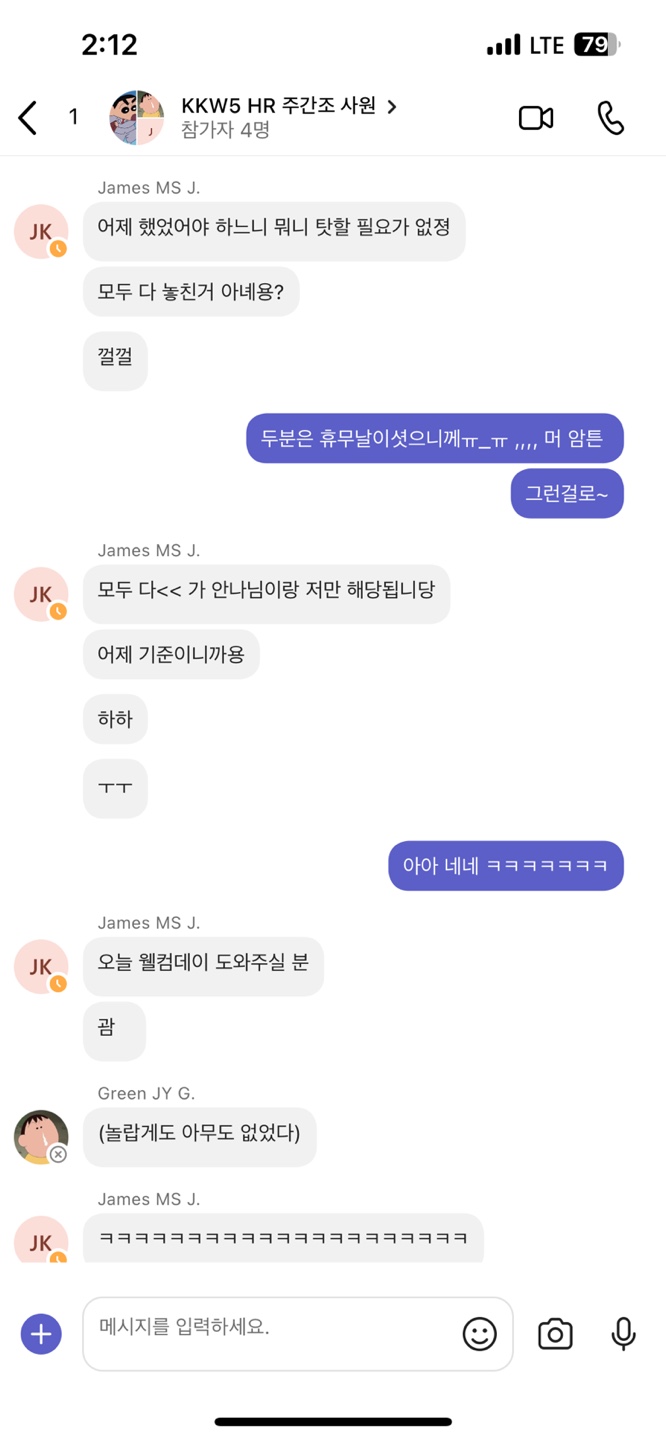 2:12
LTE 79
1
KKW5 HR 주간조 사원
참가자 4명
J
James MS J.
JK
어제 했었어야 하느니 뭐니 탓할 필요가 없졍
모두 다 놓친거 아녜용?
껄껄
두분은 휴무날이셧으니께ㅠ_ㅠ ,,,, 머 암튼
그런걸로~
James MS J.
JK
모두 다<< 가 안나님이랑 저만 해당됩니당
어제 기준이니까용
하하
ㅜㅜ
아아 네네 ㅋㅋㅋㅋㅋㅋㅋ
James MS J.
JK
오늘 웰컴데이 도와주실 분
괌
Green JY G.
(놀랍게도 아무도 없었다)
James MS J.
JK
ㅋㅋㅋㅋㅋㅋㅋㅋㅋㅋㅋㅋㅋㅋㅋㅋㅋㅋㅋㅋㅋ
메시지를 입력하세요.